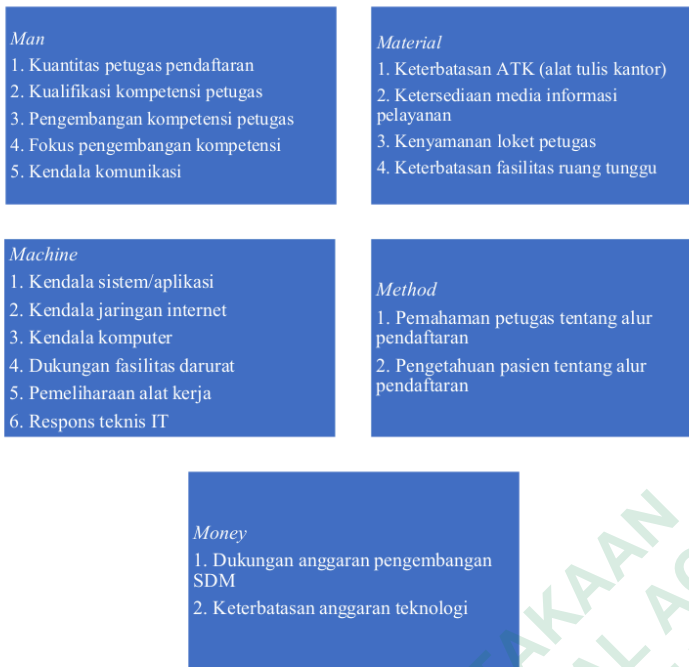 Man
1. Kuantitas petugas pendaftaran
2. Kualifikasi kompetensi petugas
3. Pengembangan kompetensi petugas
4. Fokus pengembangan kompetensi
5. Kendala komunikasi
Material
1. Keterbatasan ATK (alat tulis kantor)
2. Ketersediaan media informasi
pelayanan
3. Kenyamanan loket petugas
4. Keterbatasan fasilitas ruang tunggu
Machine
1. Kendala sistem/aplikasi
2. Kendala jaringan internet
3. Kendala komputer
4. Dukungan fasilitas darurat
5. Pemeliharaan alat kerja
6. Respons teknis IT
Method
1. Pemahaman petugas tentang alur
pendaftaran
2. Pengetahuan pasien tentang alur
pendaftaran
Money
1. Dukungan anggaran pengembangan
SDM
2. Keterbatasan anggaran teknologi